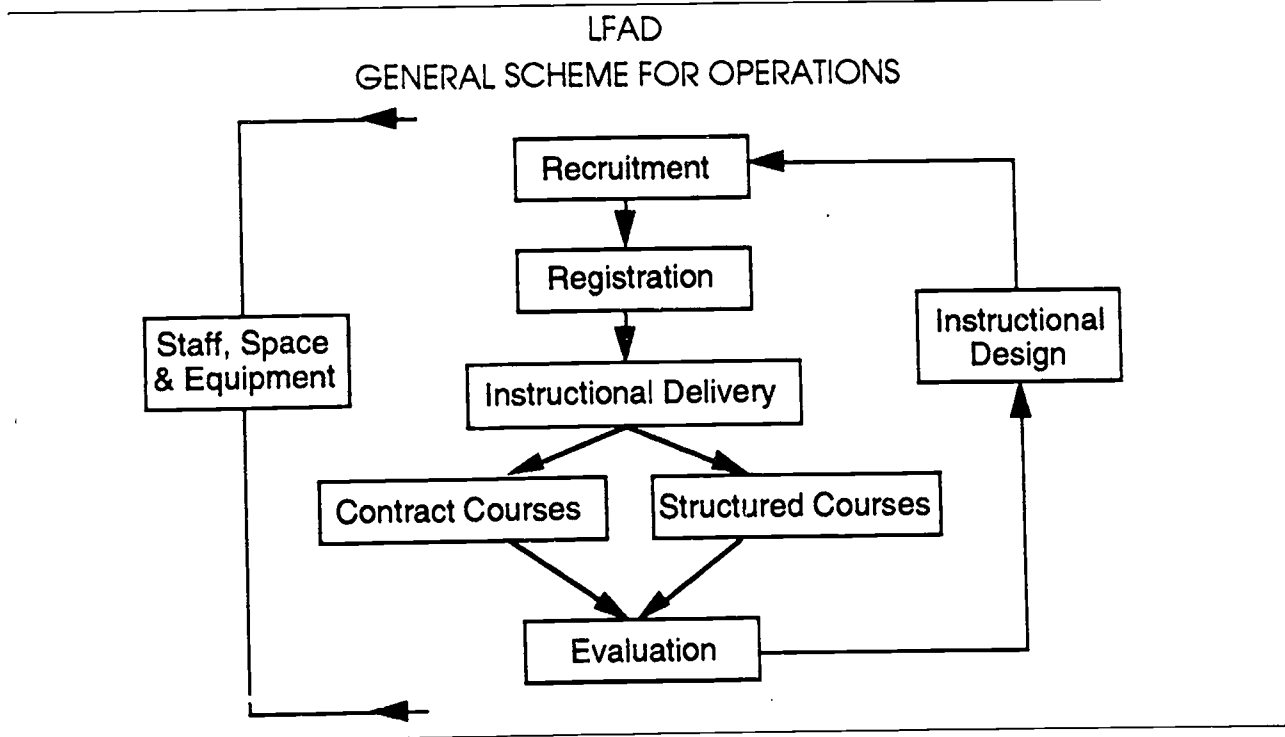 LFAD
GENERAL SCHEME FOR OPERATIONS
Recruitment
Registration
Staff, Space
& Equipment
Instructional
Design
Instructional Delivery
Contract Courses
Structured Courses
Evaluation